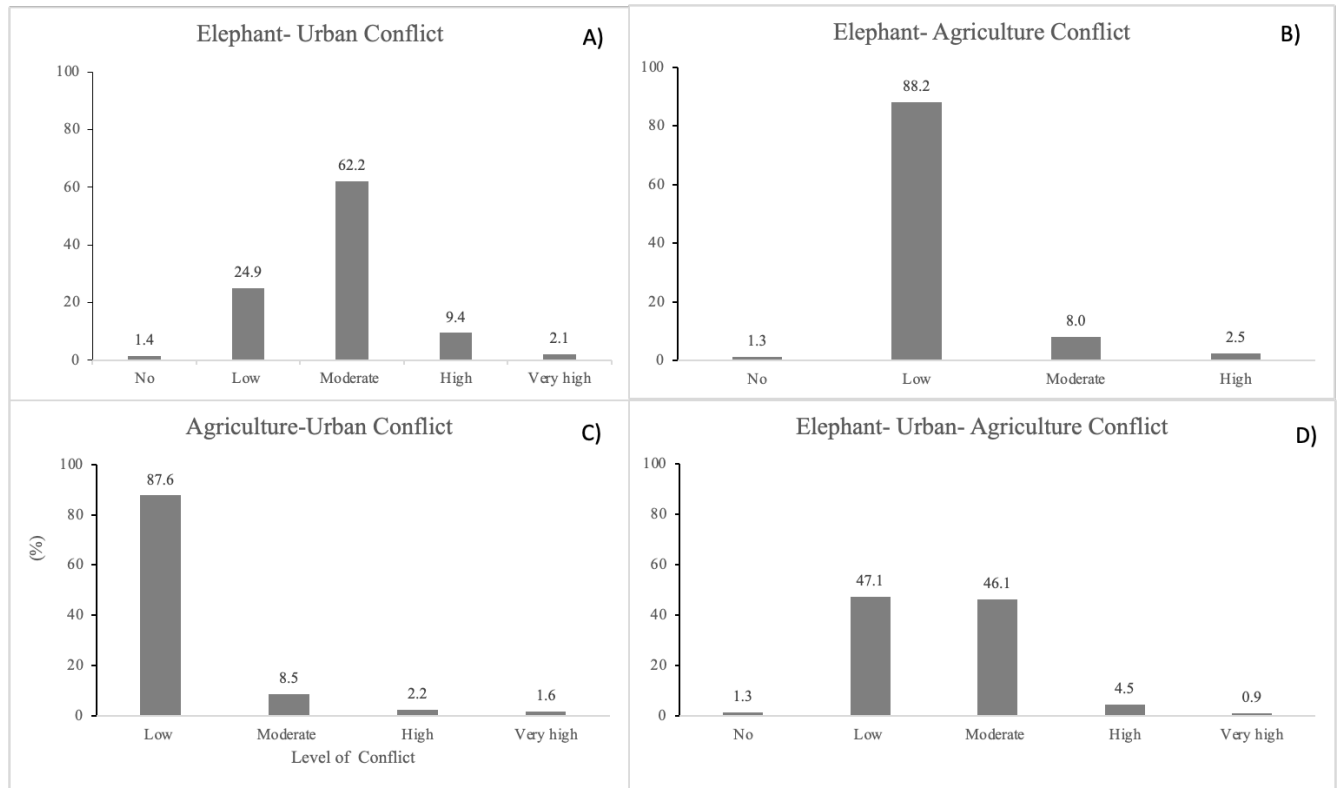 Elephant- Urban Conflict
A)
100
80
60
40
20
0
1.4
24.9
62.2
9.4
2.1
No
Low
Moderate
High
Very high
Elephant- Agriculture Conflict
B)
100
80
60
40
20
0
1.3
88.2
8.0
2.5
No
Low
Moderate
High
Agriculture-Urban Conflict
C)
(%)
100
80
60
40
20
0
87.6
8.5
2.2
1.6
Low
Moderate
High
Very high
Level of Conflict
Elephant- Urban- Agriculture Conflict
D)
100
80
60
40
20
0
1.3
47.1
46.1
4.5
0.9
No
Low
Moderate
High
Very high